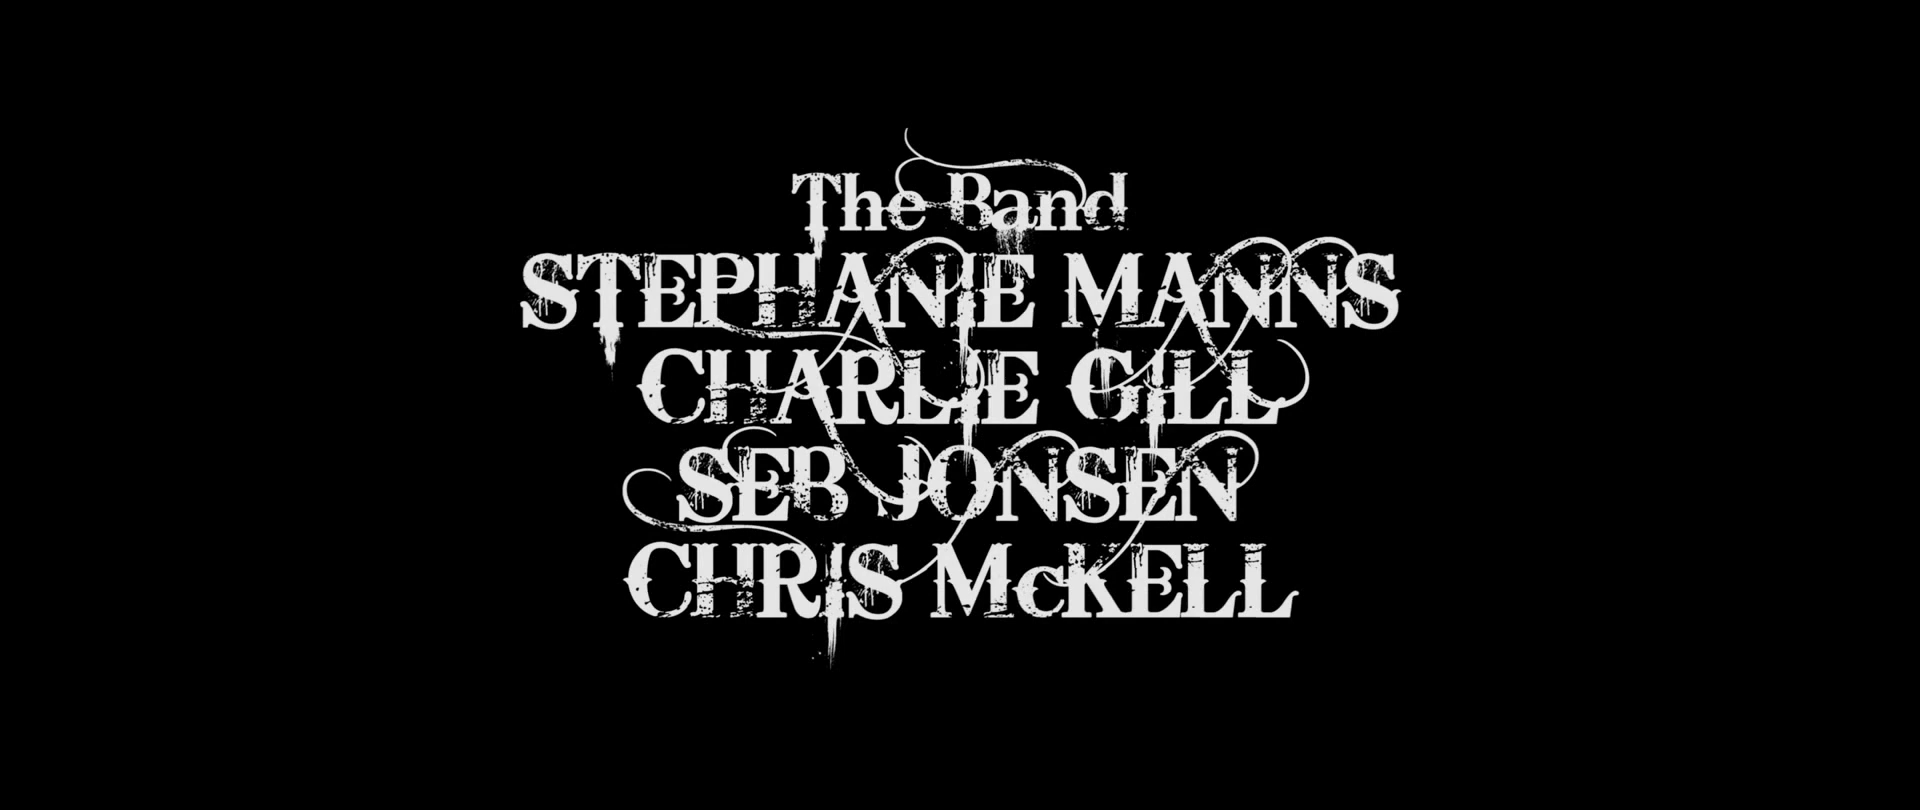 The Band
STEPHANIE MANNS
CHARLIE GILL
SEB JONSEN
CHRIS McKELL